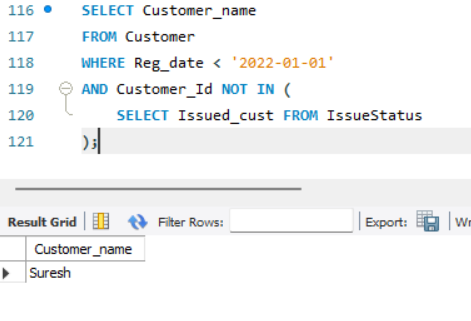 116 SELECT Customer_name
117 FROM Customer
118 WHERE Reg_date < '2022-01-01'
119 AND Customer_Id NOT IN (
120 SELECT Issued_cust FROM IssueStatus
121 );
Result Grid Filter Rows: Export: Wr
Customer_name
Suresh